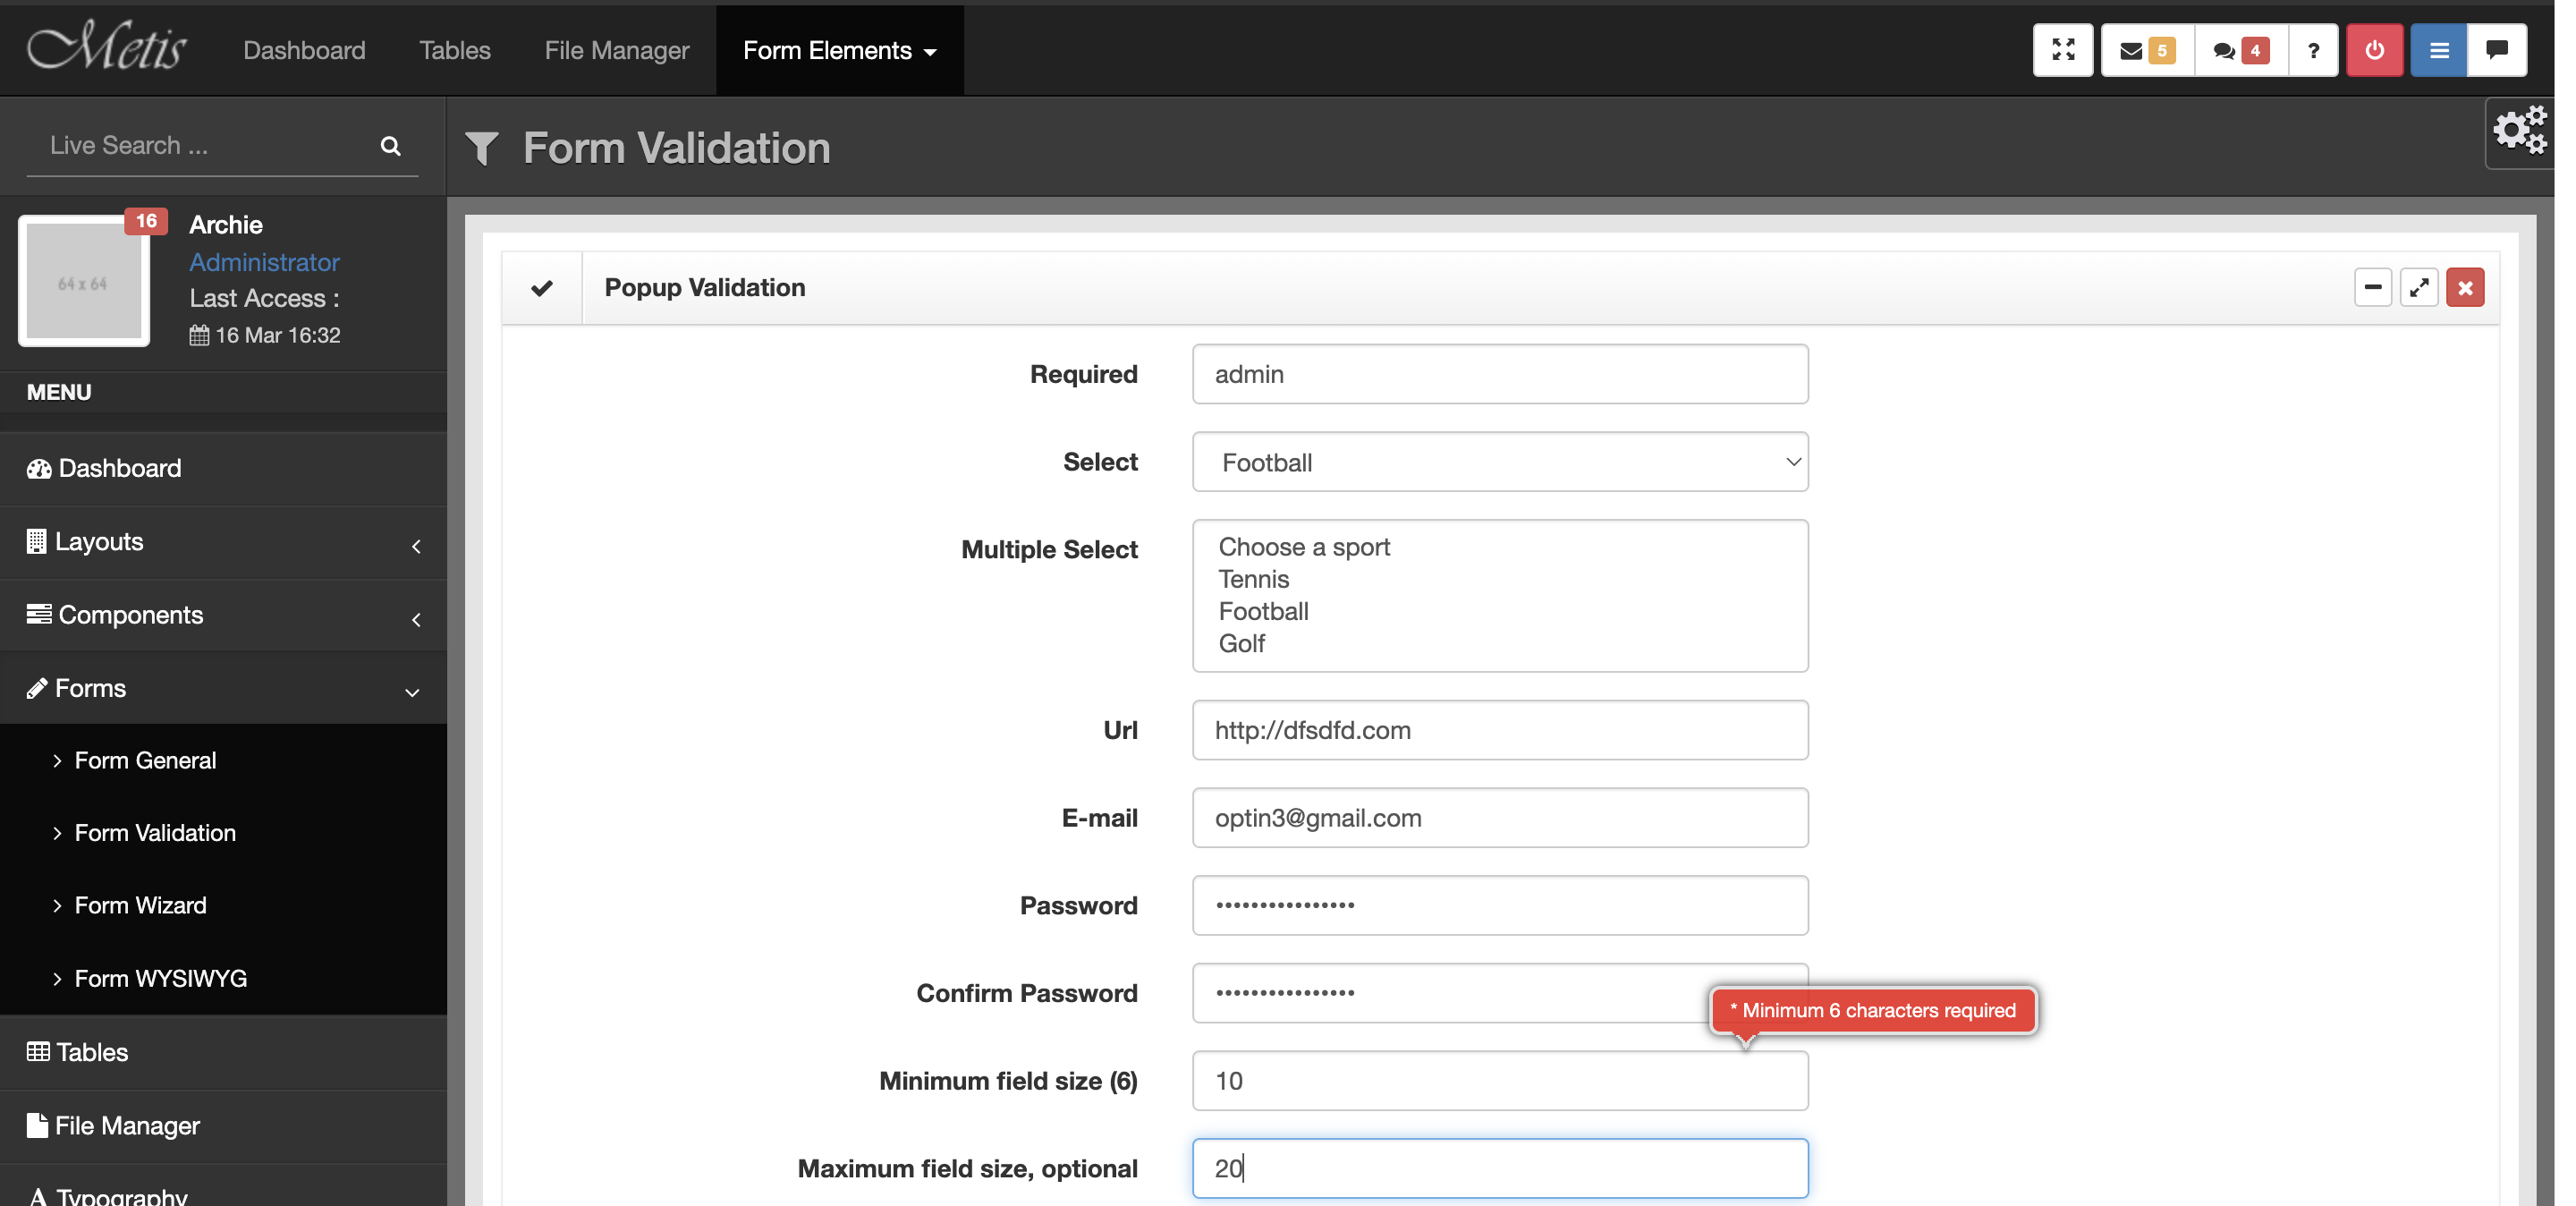 Metis
Dashboard
Tables
File Manager
Form Elements
5
4
?
Live Search ...
Form Validation
16
64 x 64
Archie
Administrator
Last Access :
16 Mar 16:32
MENU
Dashboard
Layouts
Components
Forms
Form General
Form Validation
Form Wizard
Form WYSIWYG
Tables
File Manager
Typography
Popup Validation
Required
admin
Select
Football
Multiple Select
Choose a sport
Tennis
Football
Golf
Url
http://dfsdfd.com
E-mail
optin3@gmail.com
Password
••••••••••••••••
Confirm Password
••••••••••••••••
* Minimum 6 characters required
Minimum field size (6)
10
Maximum field size, optional
20